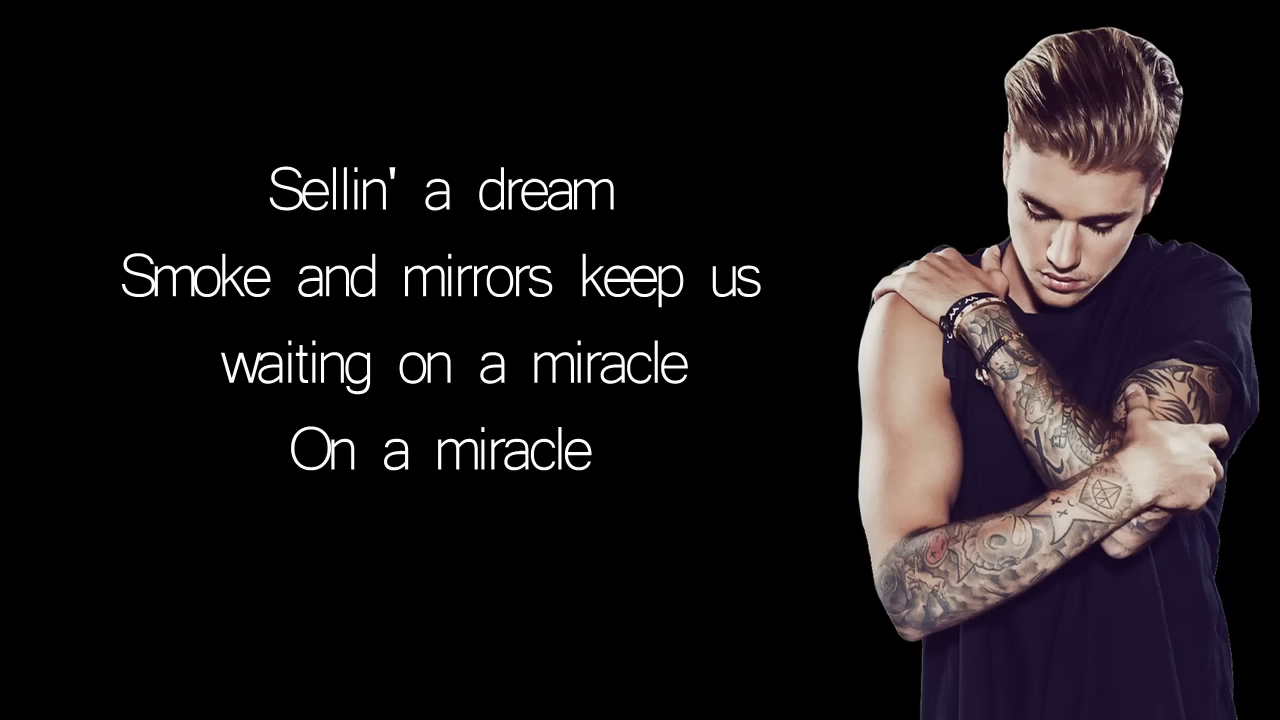 Sellin' a dream
Smoke and mirrors keep us
waiting on a miracle
On a miracle